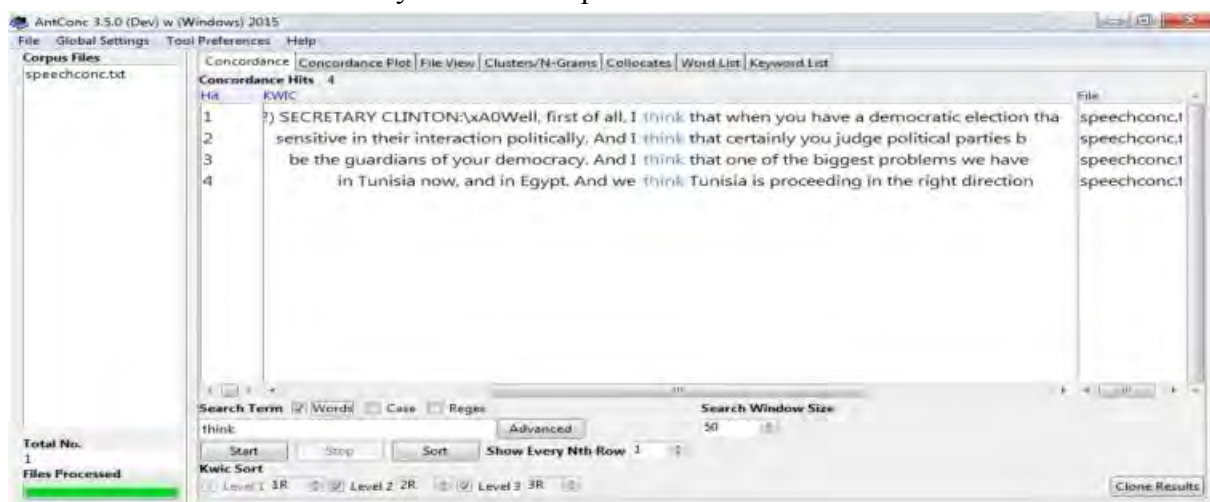 AntConc 3.5.0 (Dev) w (Windows) 2015
File Global Settings Tool Preferences Help
Corpus Files
speechconc.txt
Concordance Concordance Plot File View Clusters/N-Grams Collocates Word List Keyword List
Concordance Hits 4
Hit KWIC File
1 ?) SECRETARY CLINTON:\xA0Well, first of all, I think that when you have a democratic election tha speechconc.t
2 sensitive in their interaction politically. And I think that certainly you judge political parties b speechconc.t
3 be the guardians of your democracy. And I think that one of the biggest problems we have speechconc.t
4 in Tunisia now, and in Egypt. And we think Tunisia is proceeding in the right direction speechconc.t
Search Term Words Case Regex Search Window Size
think Advanced 50
Total No.
1
Files Processed
Start Stop Sort Show Every Nth Row 1
Kwic Sort
Level 1 1R Level 2 2R Level 3 3R Clone Results